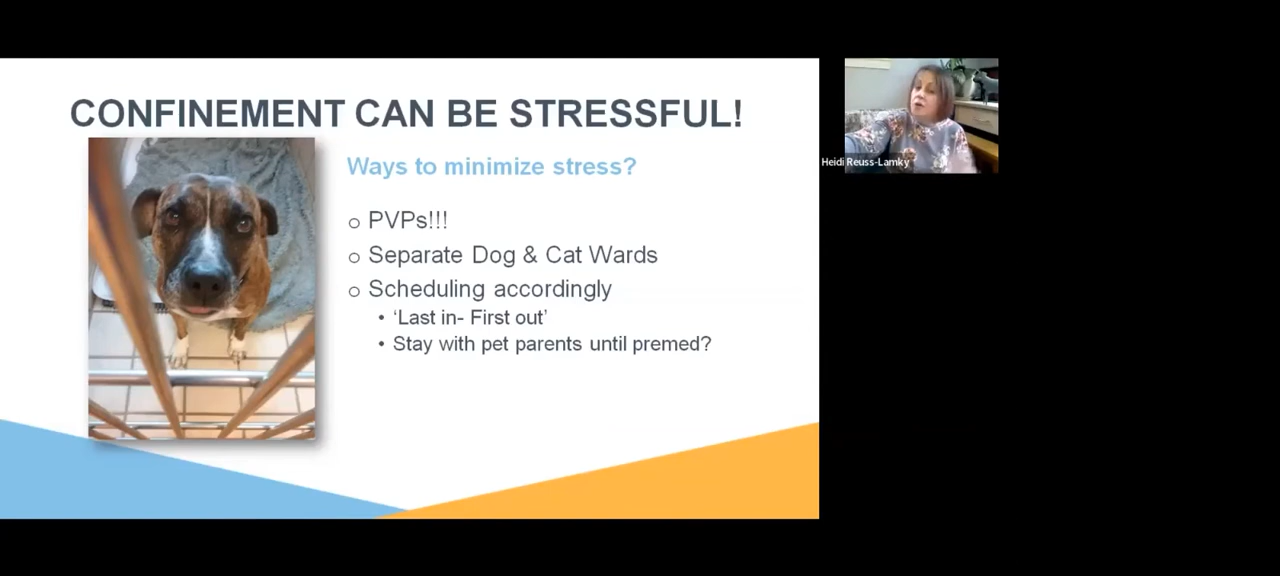 CONFINEMENT CAN BE STRESSFUL!
Ways to minimize stress?
o PVPs!!!
o Separate Dog & Cat Wards
o Scheduling accordingly
• ‘Last in- First out’
• Stay with pet parents until premed?
Heidi Reuss-Lamky